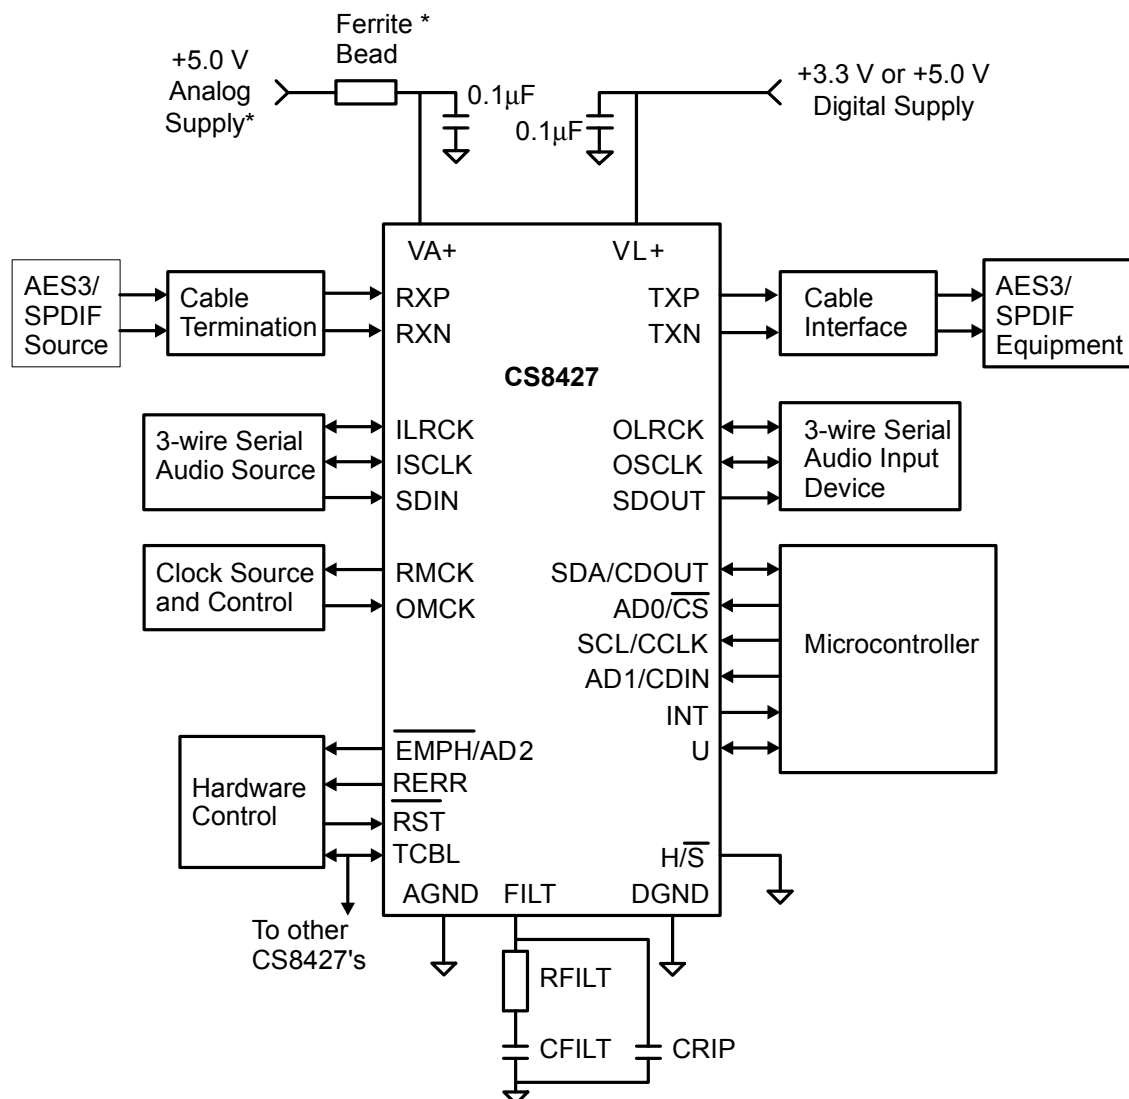 Ferrite *
Bead
+5.0 V
Analog
Supply*
0.1µF
0.1µF
+3.3 V or +5.0 V
Digital Supply
VA+
VL+
AES3/
SPDIF
Source
Cable
Termination
RXP
RXN
TXP
TXN
Cable
Interface
AES3/
SPDIF
Equipment
CS8427
3-wire Serial
Audio Source
ILRCK
ISCLK
SDIN
OLRCK
OSCLK
SDOUT
3-wire Serial
Audio Input
Device
Clock Source
and Control
RMCK
OMCK
SDA/CDOUT
AD0/C̅S̅
SCL/CCLK
AD1/CDIN
INT
U
Microcontroller
Hardware
Control
E̅M̅P̅H̅/AD2
RERR
R̅S̅T̅
TCBL
H/S̅
AGND
FILT
DGND
To other
CS8427's
RFILT
CFILT
CRIP